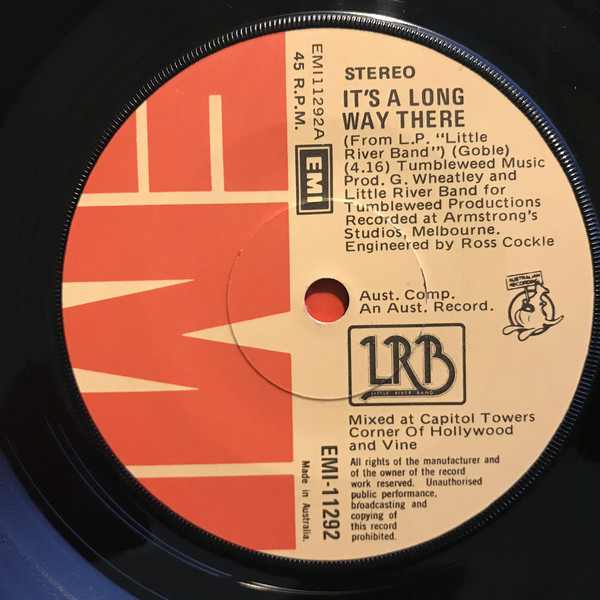 STEREO
IT'S A LONG
WAY THERE
(From L.P. "Little
River Band") (Goble)
(4.16) Tumbleweed Music
Prod. G. Wheatley and
Little River Band for
Tumbleweed Productions
Recorded at Armstrong's
Studios, Melbourne.
Engineered by Ross Cockle
Aust. Comp.
An Aust. Record.
AUSTRALIAN
RECORDING
LRB
LITTLE RIVER BAND
Mixed at Capitol Towers
Corner Of Hollywood
and Vine
All rights of the manufacturer and
of the owner of the record
work reserved. Unauthorised
public performance,
broadcasting and
copying of
this record
prohibited.
EMI11292A
45 R.P.M.
EMI
EMI-11292
Made in Australia.
EMI